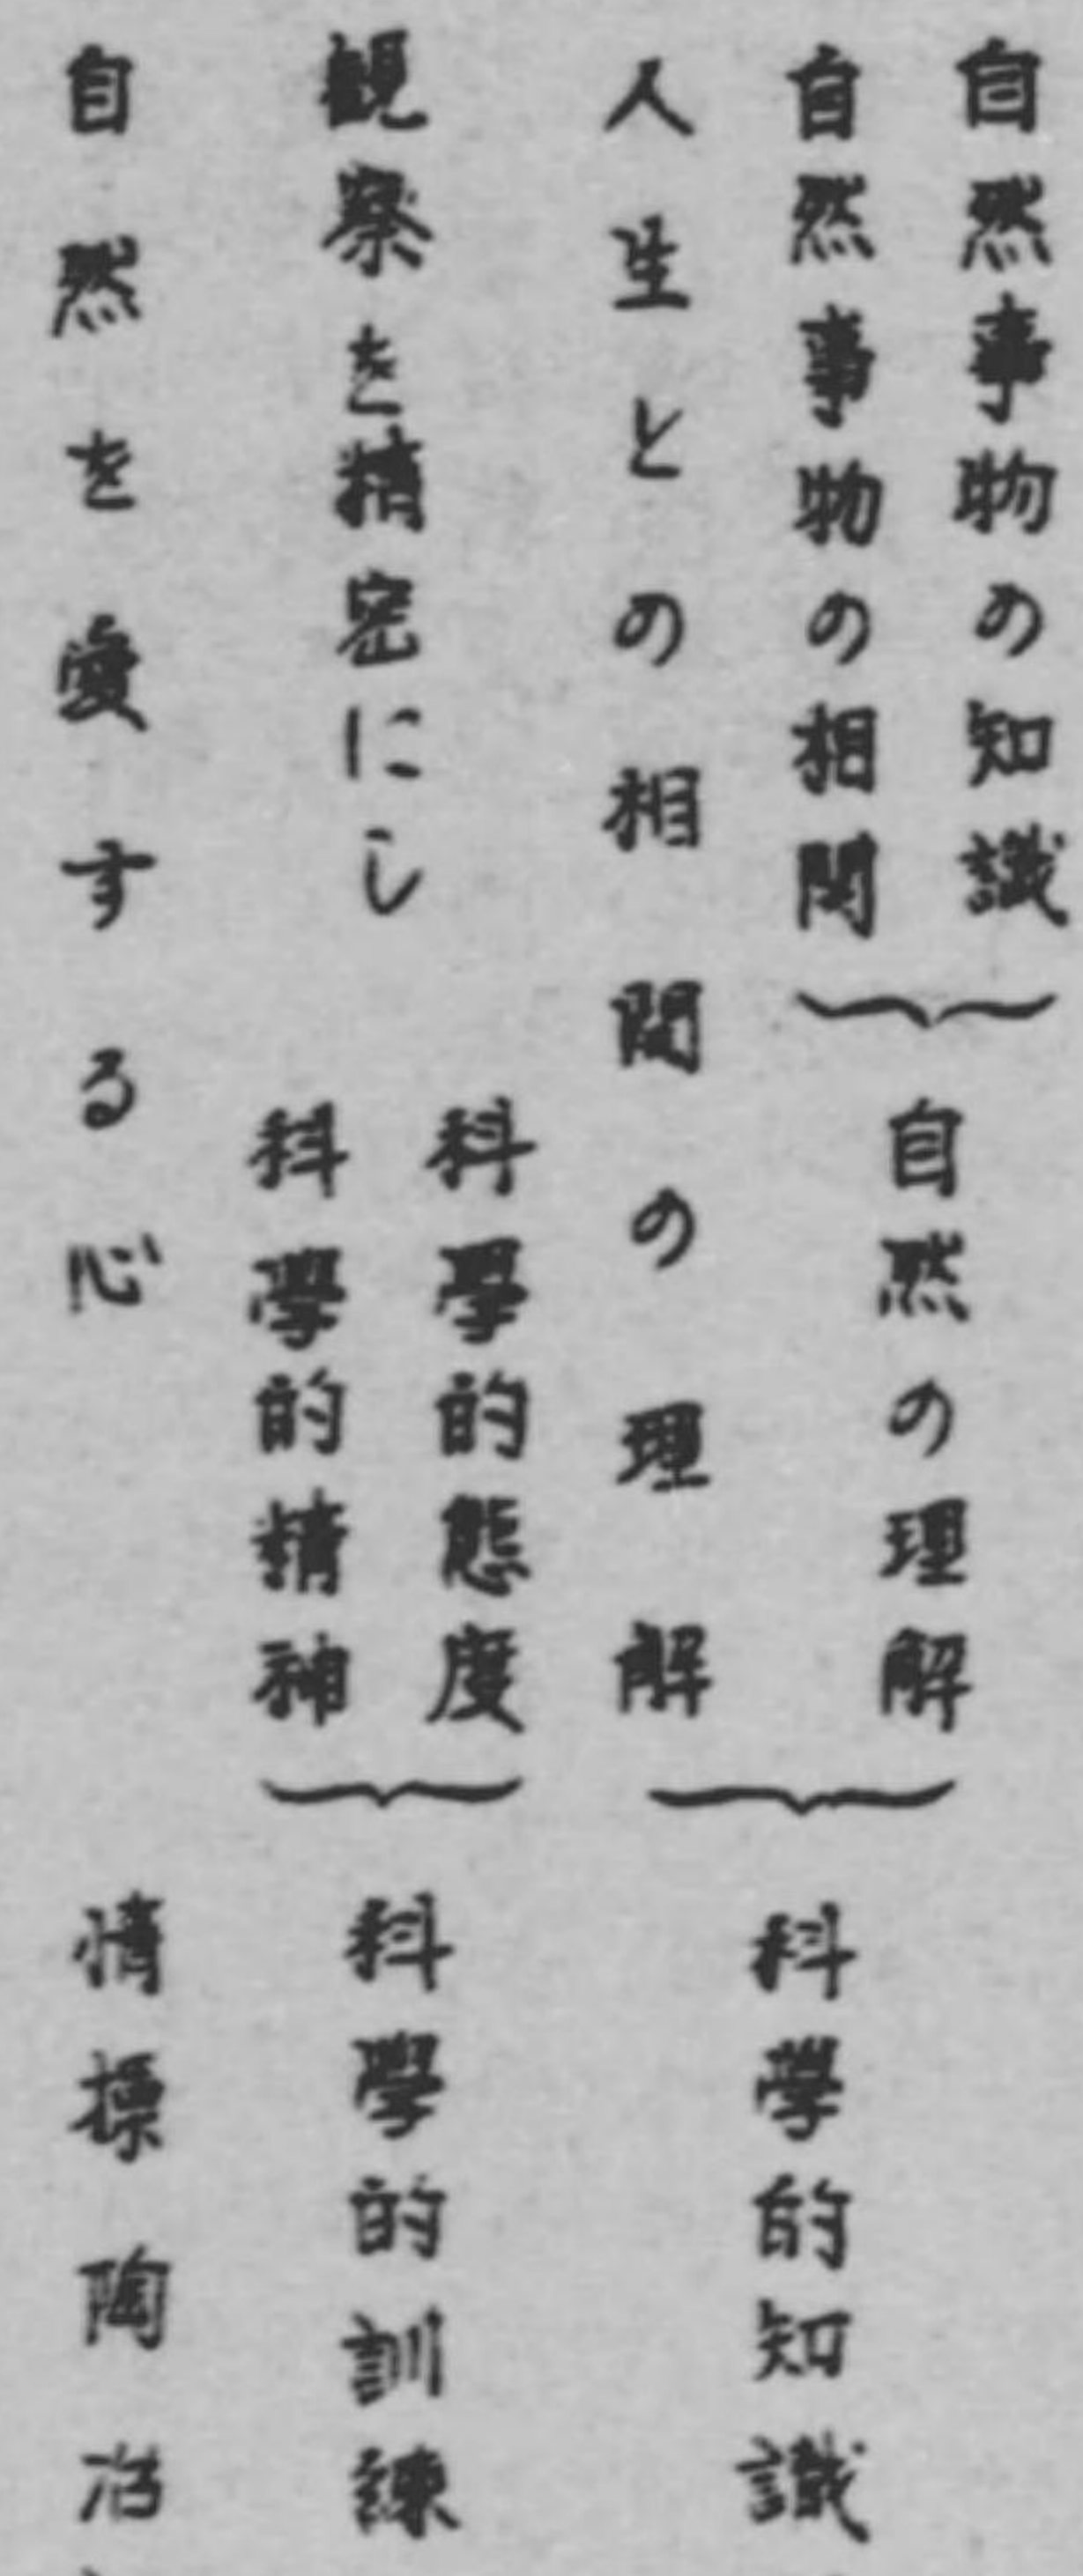 自然事物の知識
自然事物の相関
自然の理解
人生との相関の理解
科學的知識
観察を精密にし
科學的態度
科學的精神
科學的訓練
自然を愛する心
情操陶冶